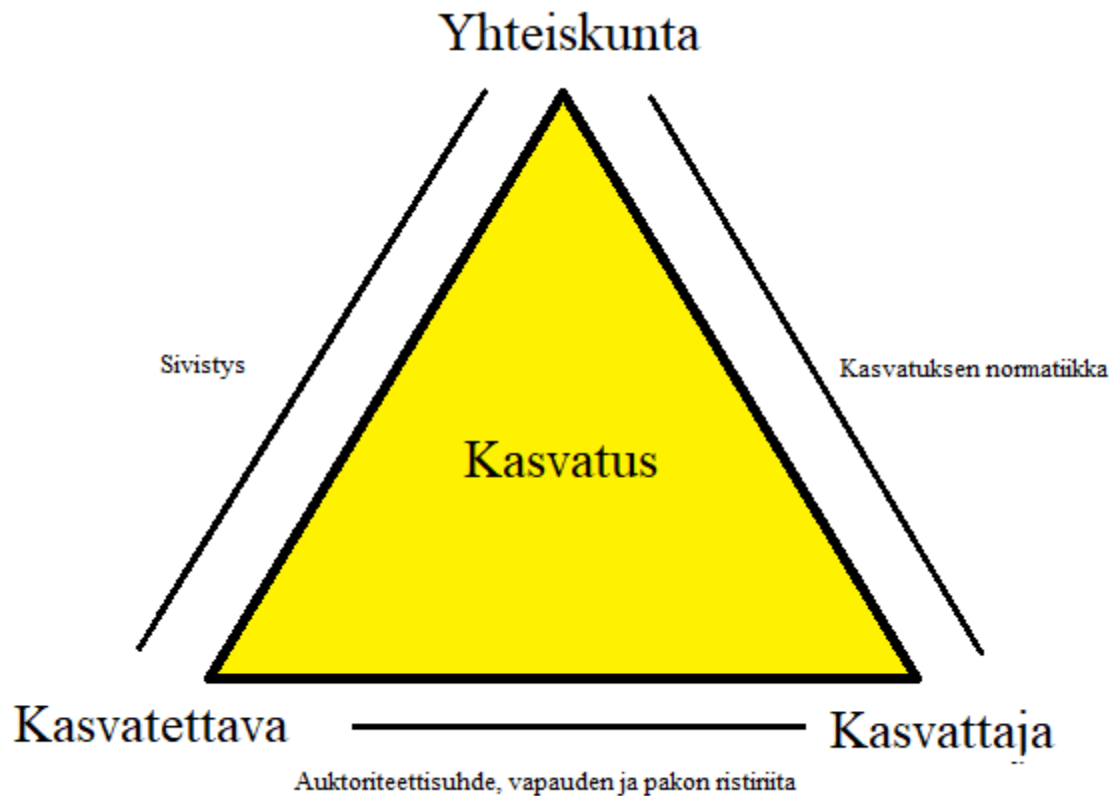 Yhteiskunta
Sivistys
Kasvatuksen normatiikka
Kasvatus
Kasvatettava
Kasvattaja
Auktoriteettisuhde, vapauden ja pakon ristiriita